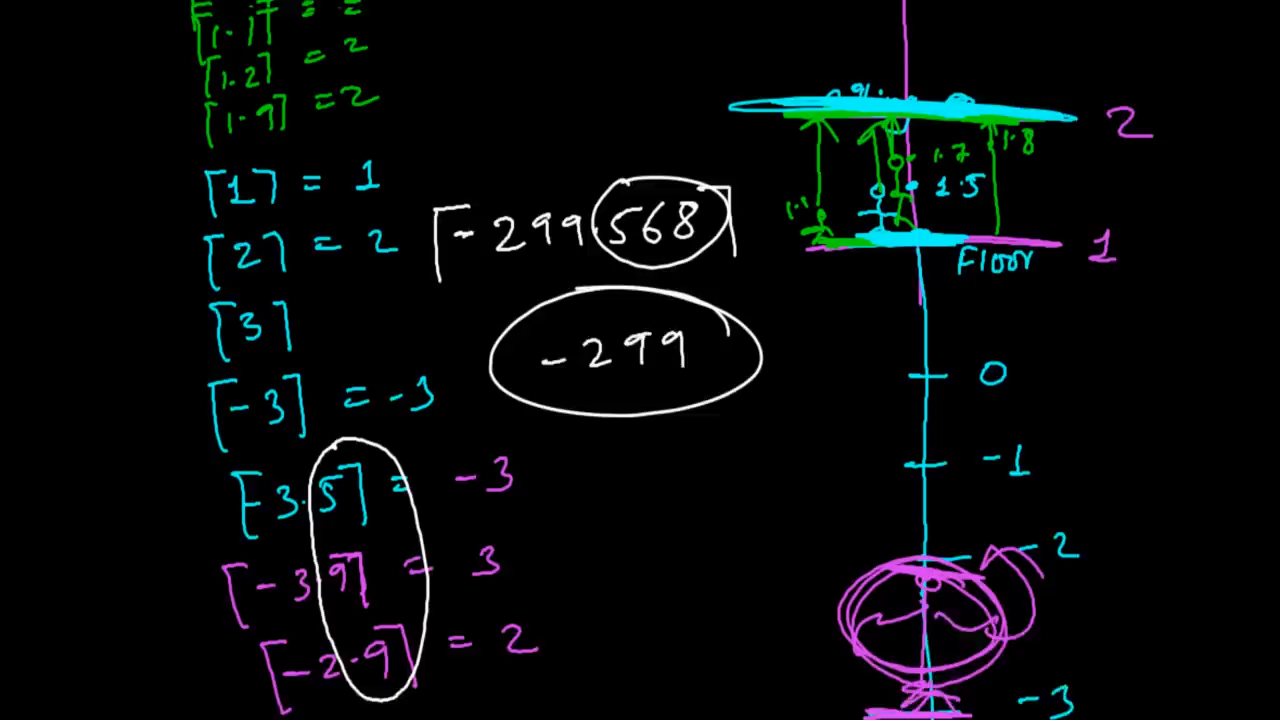 ⌈1.1⌉ = 2
⌈1.2⌉ = 2
⌈1.9⌉ = 2
⌈1⌉ = 1
⌈2⌉ = 2
⌈3⌉
⌈-3⌉ = -3
⌈-3.5⌉ = -3
⌈-3 9⌉ = 3
⌈-2.9⌉ = 2
⌈-299 568⌉
-299
2
1.8
1.7
1.5
1.1
1
Floor
0
-1
-2
-3